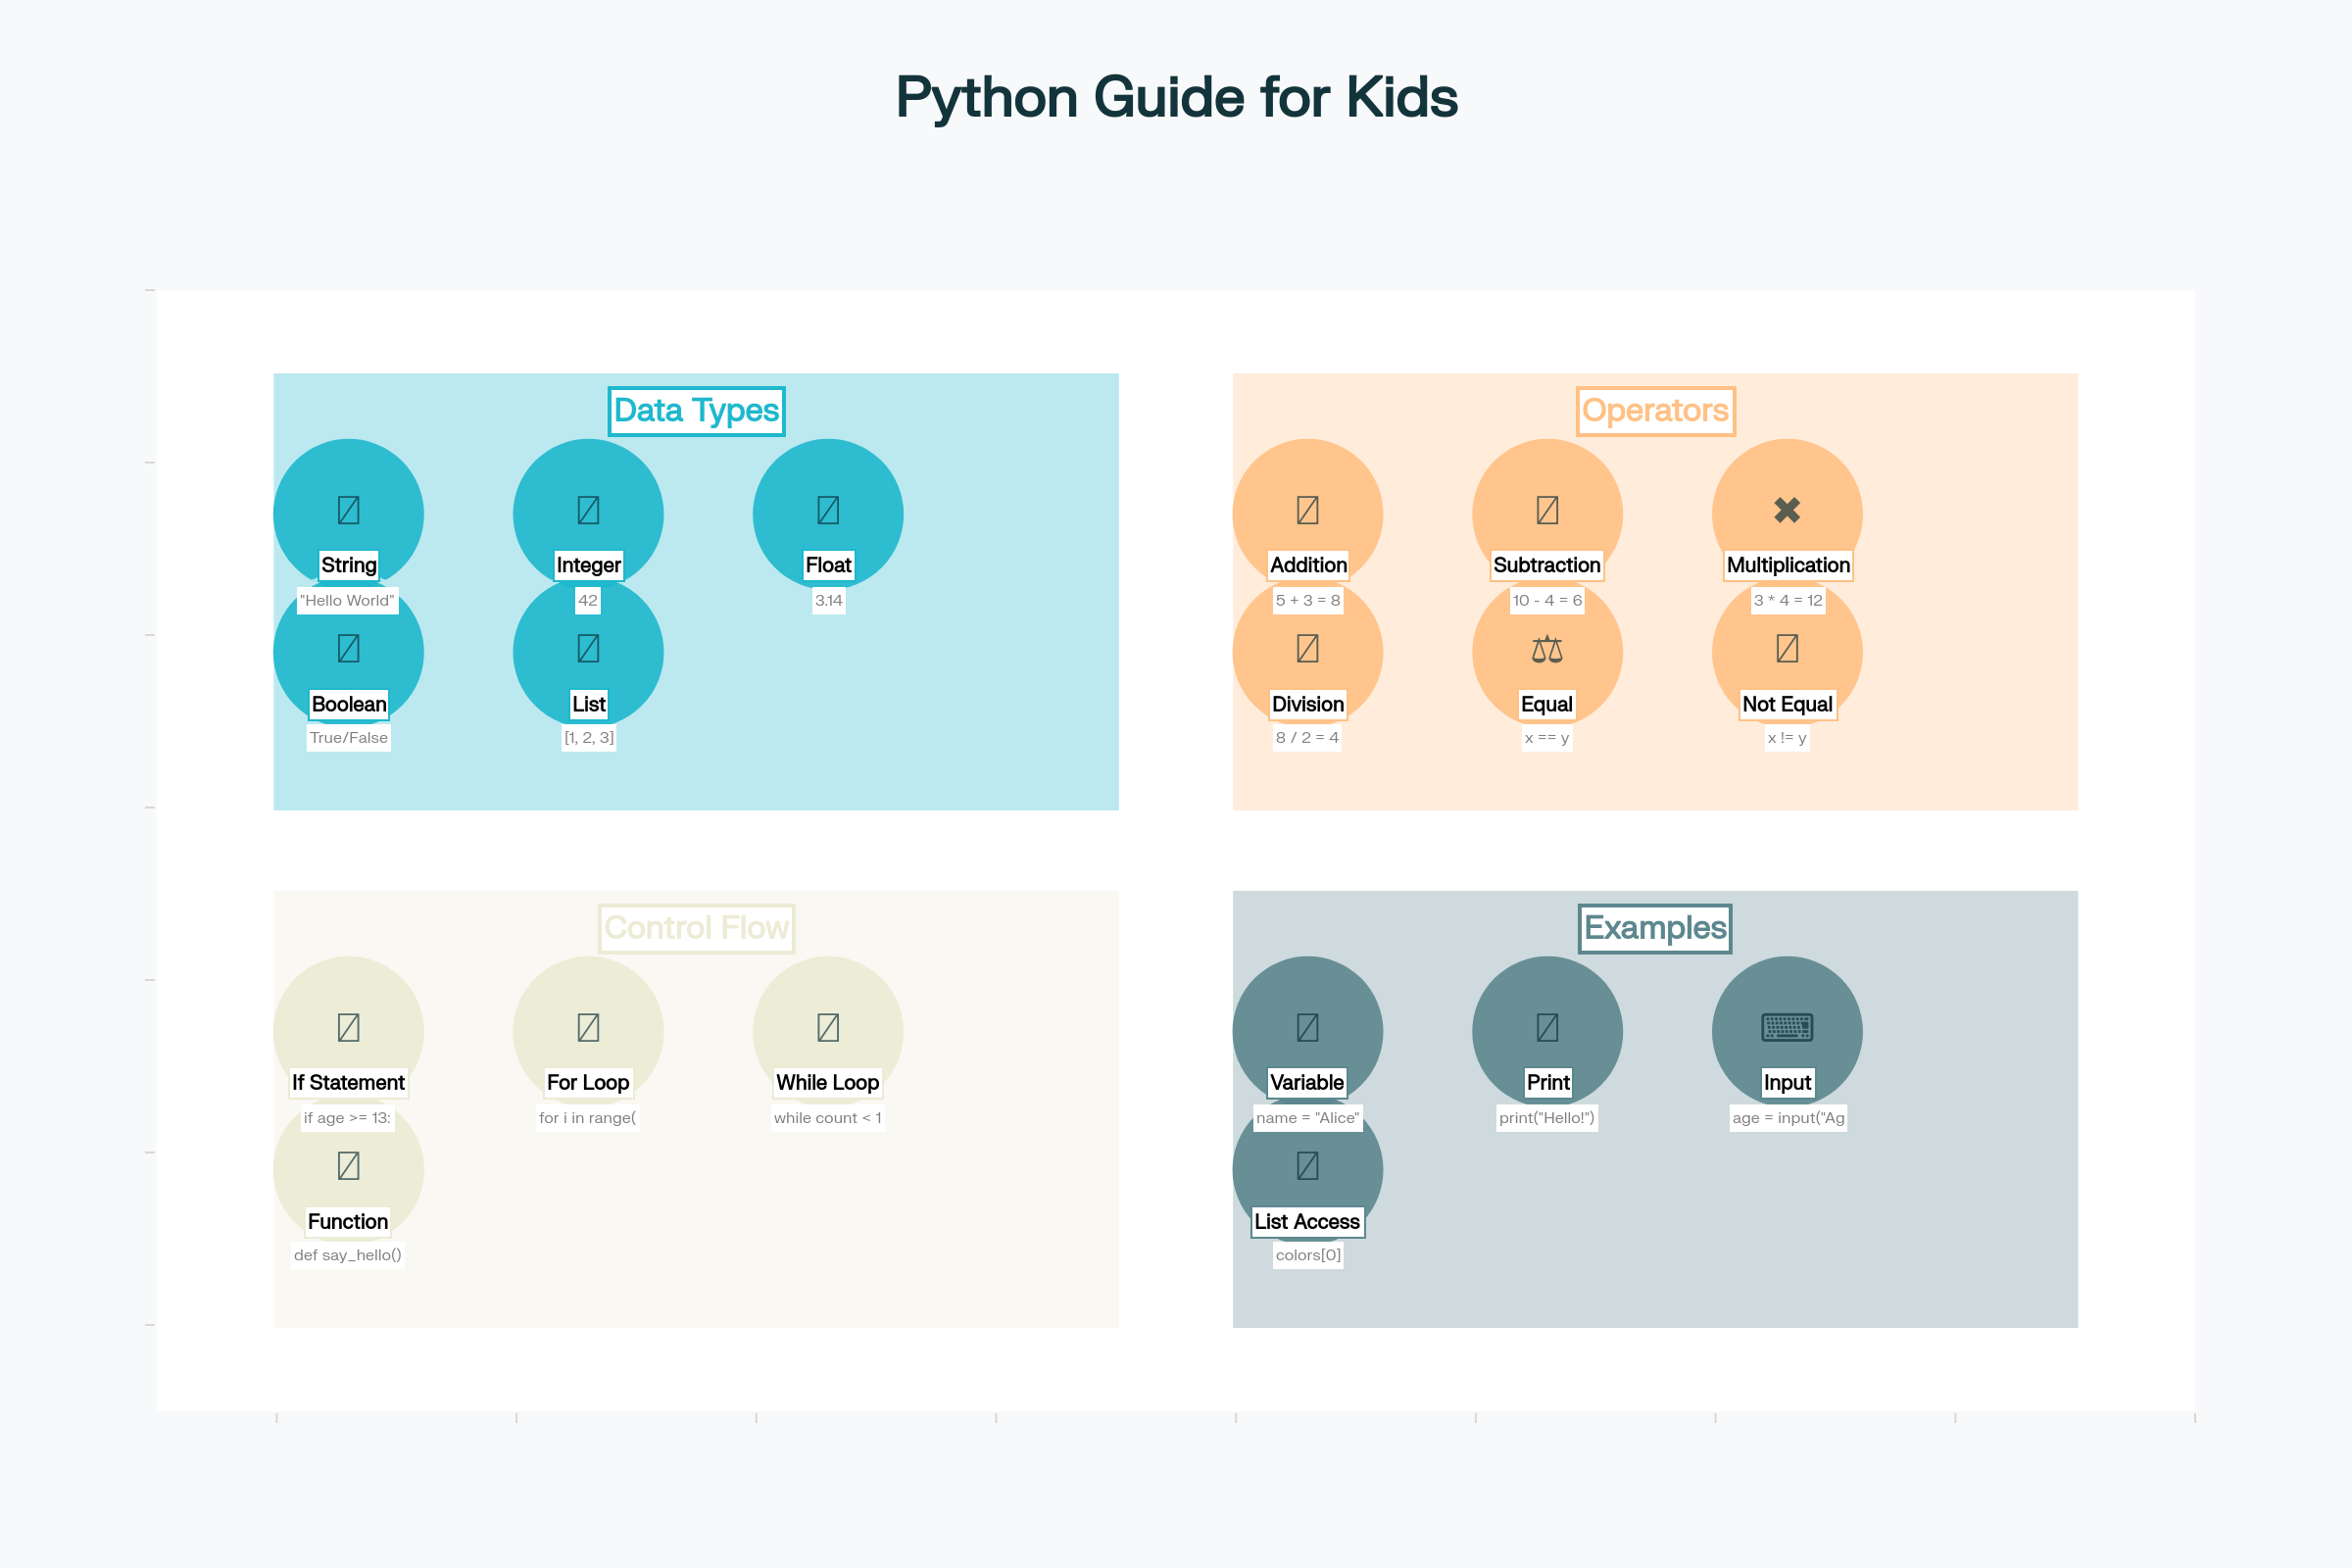 Python Guide for Kids
Data Types
String
"Hello World"
Integer
42
Float
3.14
Boolean
True/False
List
[1, 2, 3]
Operators
Addition
5 + 3 = 8
Subtraction
10 - 4 = 6
Multiplication
3 * 4 = 12
Division
8 / 2 = 4
Equal
x == y
Not Equal
x != y
Control Flow
If Statement
if age >= 13:
For Loop
for i in range(
While Loop
while count < 1
Function
def say_hello()
Examples
Variable
name = "Alice"
Print
print("Hello!")
Input
age = input("Ag
List Access
colors[0]